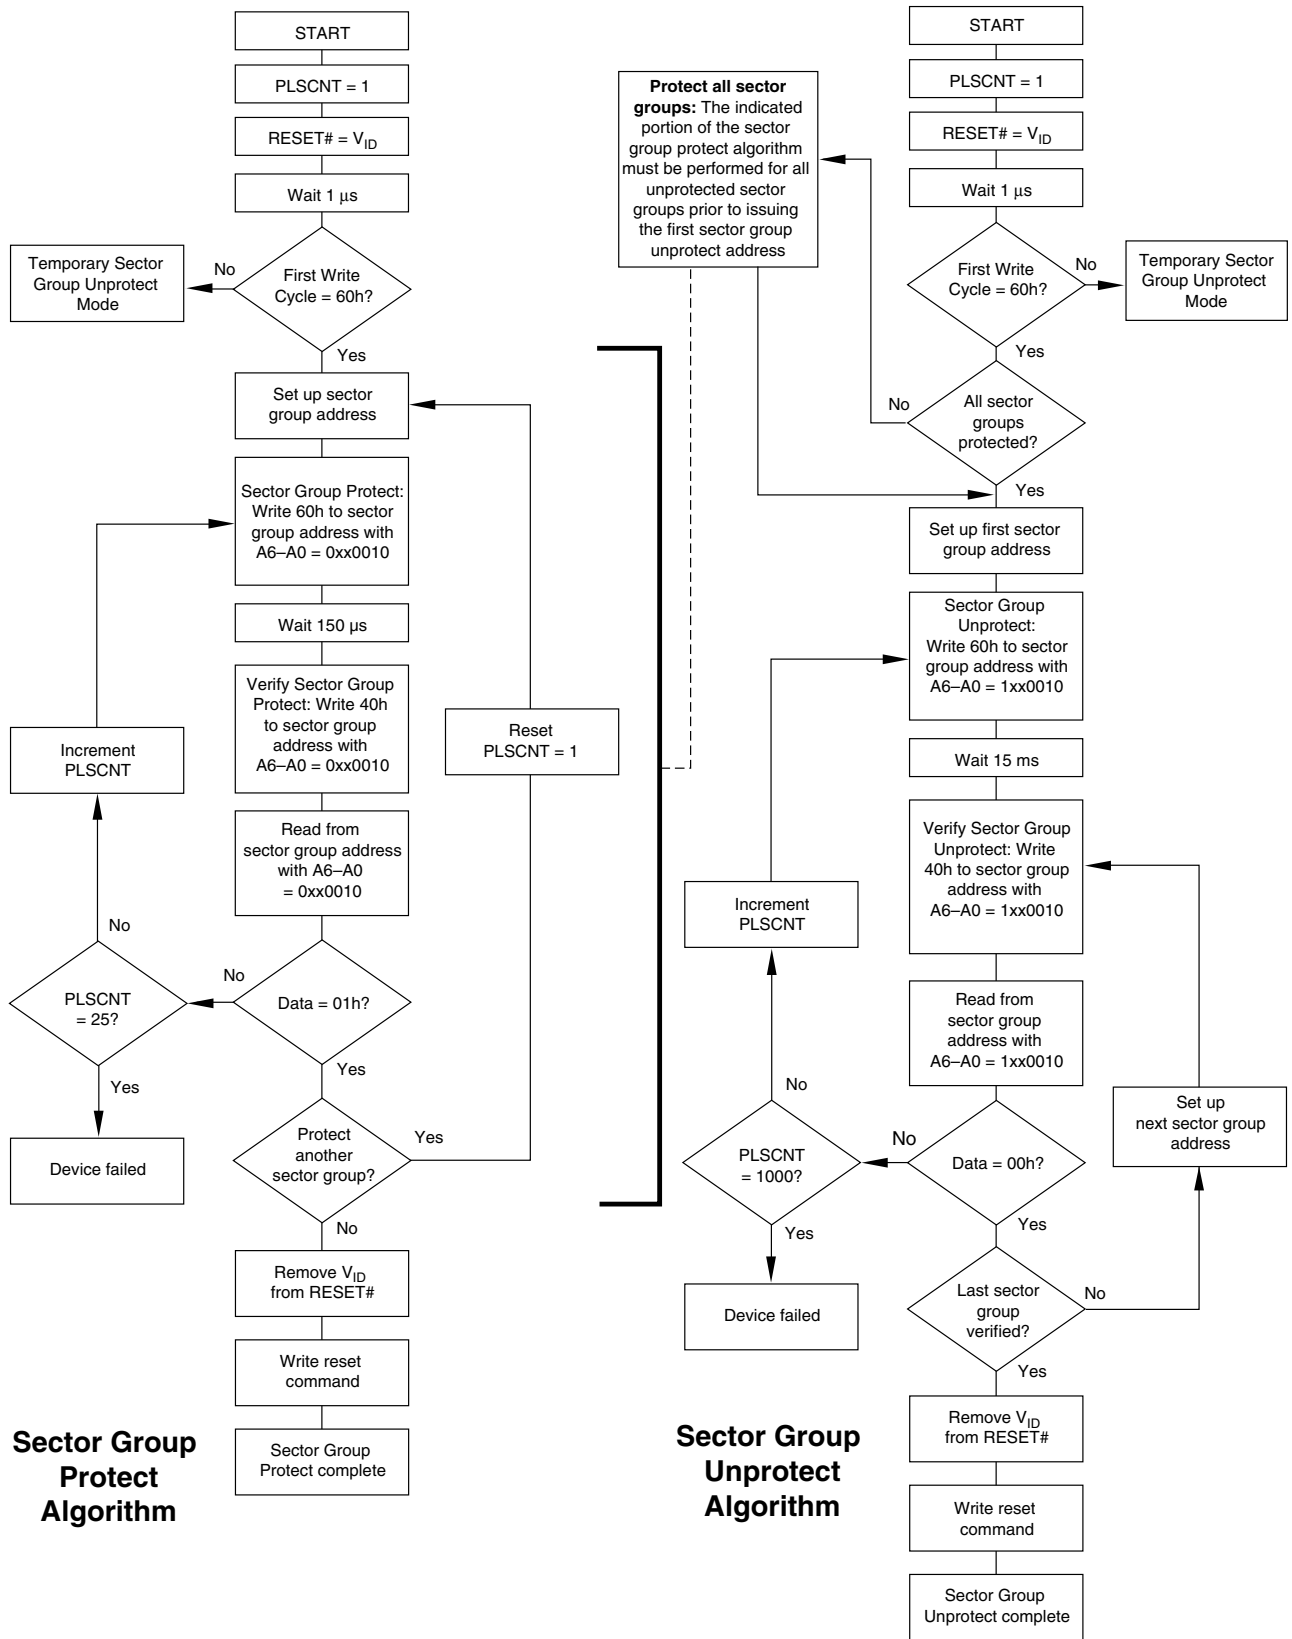 START
PLSCNT = 1
RESET# = VID
Wait 1 μs
First Write
Cycle = 60h?
No
Temporary Sector
Group Unprotect
Mode
Yes
Set up sector
group address
Sector Group Protect:
Write 60h to sector
group address with
A6–A0 = 0xx0010
Wait 150 µs
Verify Sector Group
Protect: Write 40h
to sector group
address with
A6–A0 = 0xx0010
Read from
sector group address
with A6–A0
= 0xx0010
Data = 01h?
No
PLSCNT
= 25?
No
Increment
PLSCNT
Yes
Device failed
Yes
Protect
another
sector group?
Yes
Reset
PLSCNT = 1
No
Remove VID
from RESET#
Write reset
command
Sector Group
Protect complete
Sector Group
Protect
Algorithm
Protect all sector
groups: The indicated
portion of the sector
group protect algorithm
must be performed for all
unprotected sector
groups prior to issuing
the first sector group
unprotect address
START
PLSCNT = 1
RESET# = VID
Wait 1 μs
First Write
Cycle = 60h?
No
Temporary Sector
Group Unprotect
Mode
Yes
All sector
groups
protected?
No
Yes
Set up first sector
group address
Sector Group
Unprotect:
Write 60h to sector
group address with
A6–A0 = 1xx0010
Wait 15 ms
Verify Sector Group
Unprotect: Write
40h to sector group
address with
A6–A0 = 1xx0010
Read from
sector group
address with
A6–A0 = 1xx0010
Data = 00h?
No
PLSCNT
= 1000?
No
Increment
PLSCNT
Yes
Device failed
Yes
Last sector
group
verified?
No
Set up
next sector group
address
Yes
Remove VID
from RESET#
Write reset
command
Sector Group
Unprotect complete
Sector Group
Unprotect
Algorithm